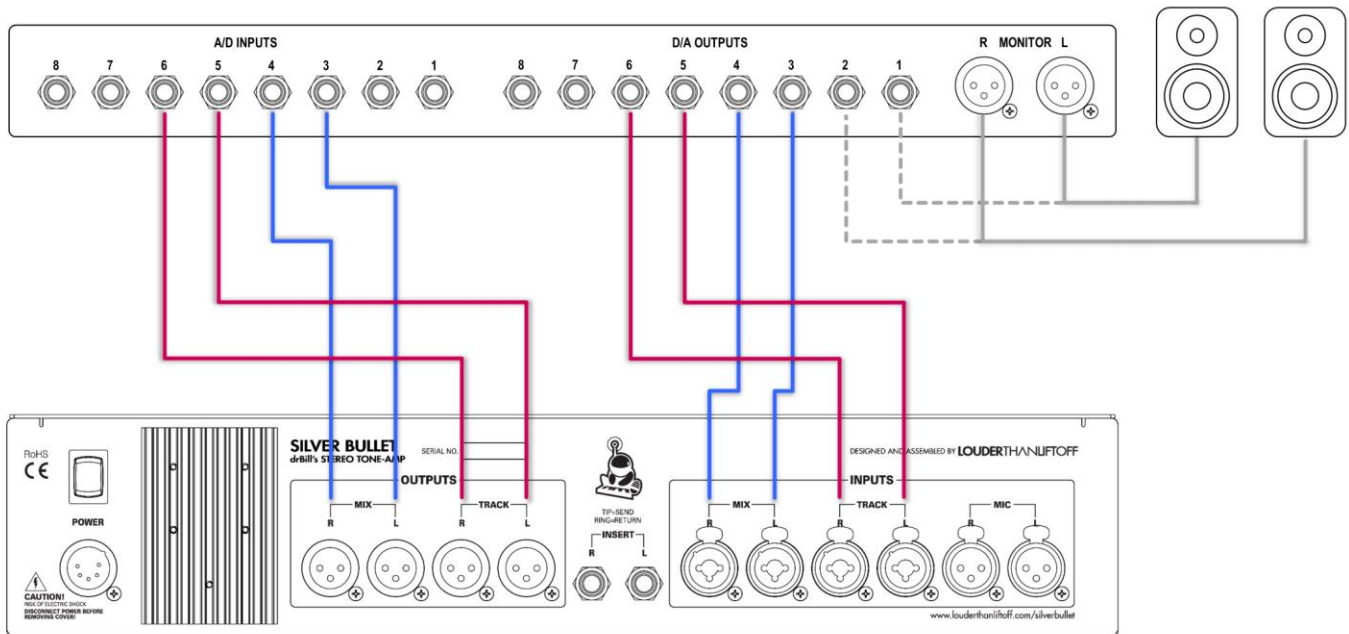 A/D INPUTS
8 7 6 5 4 3 2 1
D/A OUTPUTS
8 7 6 5 4 3 2 1
R MONITOR L
RoHS
CE
POWER
CAUTION!
RISK OF ELECTRIC SHOCK
DISCONNECT POWER BEFORE
REMOVING COVER!
SILVER BULLET
drBill's STEREO TONE-AMP
SERIAL NO.
OUTPUTS
MIX
R L
TRACK
R L
TIP=SEND
RING=RETURN
INSERT
R L
DESIGNED AND ASSEMBLED BY LOUDERTHANLIFTOFF
INPUTS
MIX
R L
TRACK
R L
MIC
R L
www.louderthanliftoff.com/silverbullet